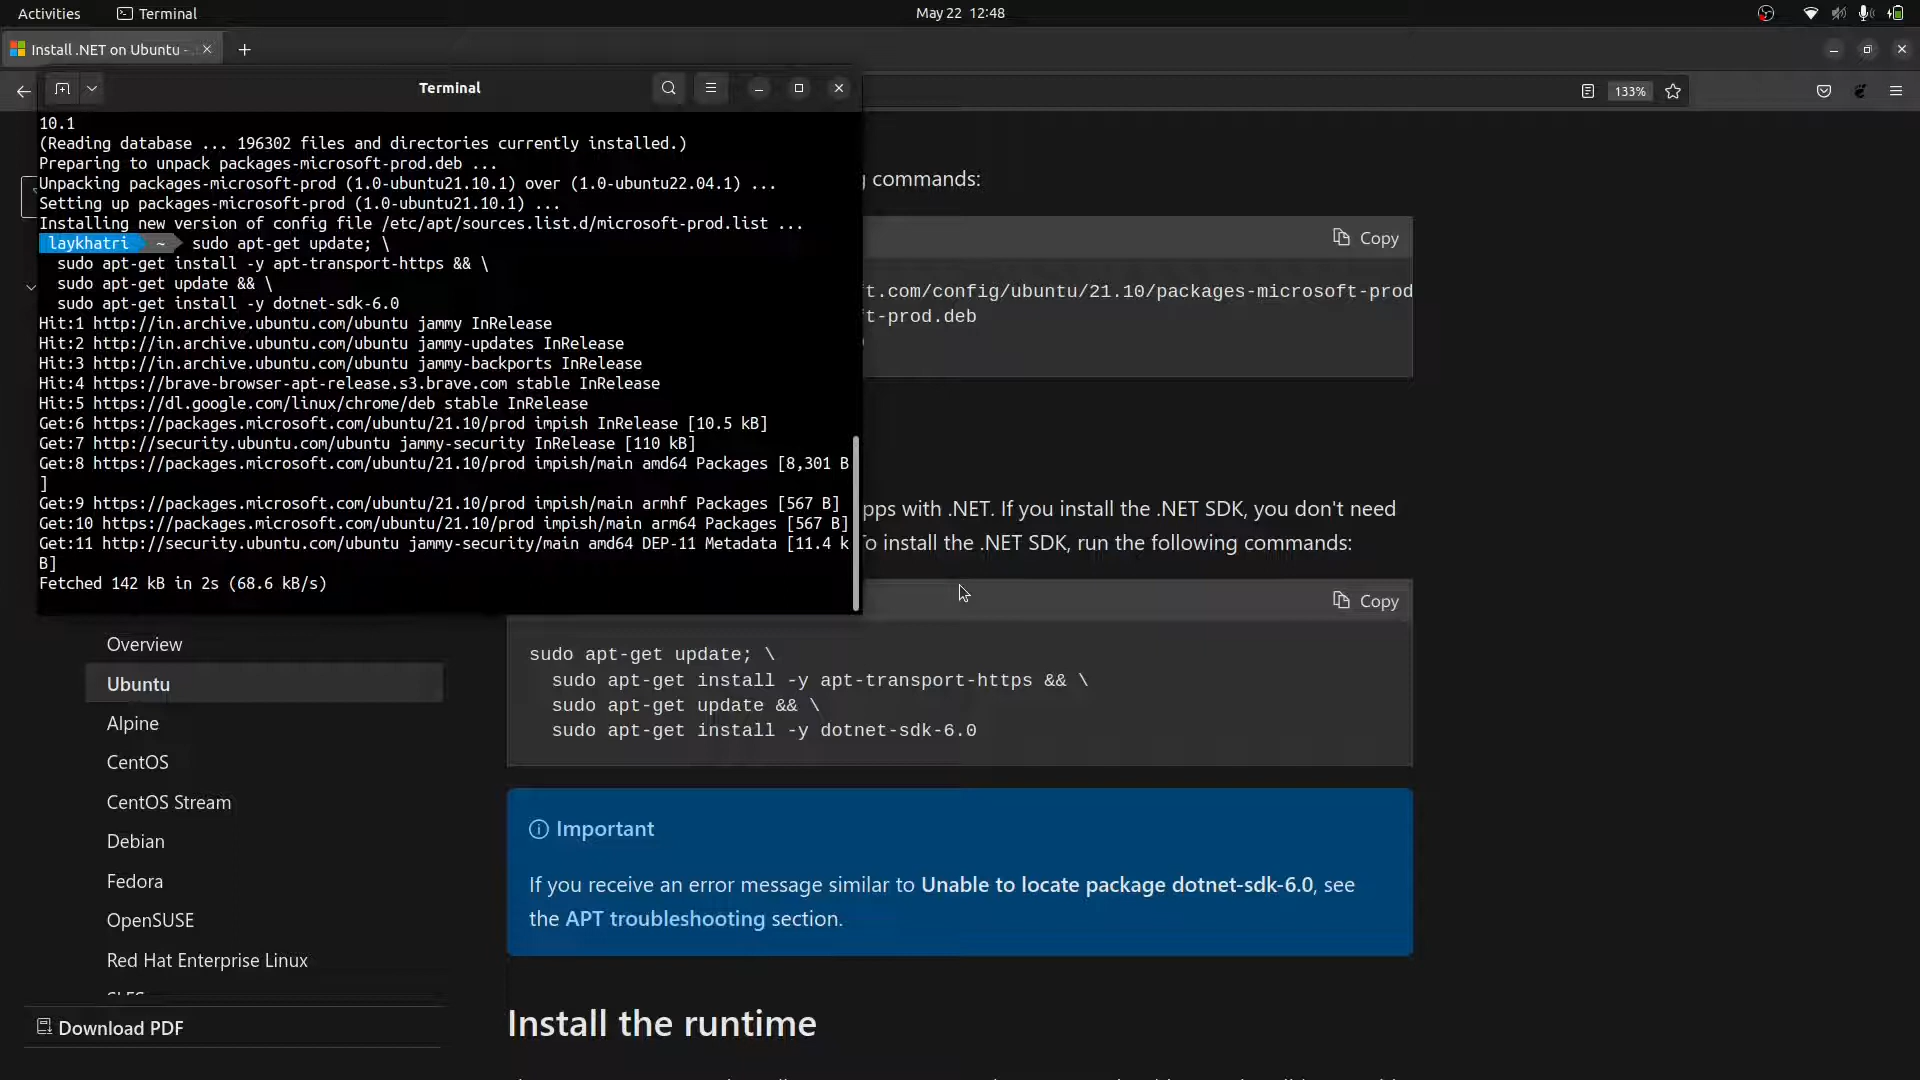 Activities
Terminal
May 22 12:48
Install .NET on Ubuntu -
133%
Terminal
10.1
(Reading database ... 196302 files and directories currently installed.)
Preparing to unpack packages-microsoft-prod.deb ...
Unpacking packages-microsoft-prod (1.0-ubuntu21.10.1) over (1.0-ubuntu22.04.1) ...
Setting up packages-microsoft-prod (1.0-ubuntu21.10.1) ...
Installing new version of config file /etc/apt/sources.list.d/microsoft-prod.list ...
laykhatri ~ sudo apt-get update; \
sudo apt-get install -y apt-transport-https && \
sudo apt-get update && \
sudo apt-get install -y dotnet-sdk-6.0
Hit:1 http://in.archive.ubuntu.com/ubuntu jammy InRelease
Hit:2 http://in.archive.ubuntu.com/ubuntu jammy-updates InRelease
Hit:3 http://in.archive.ubuntu.com/ubuntu jammy-backports InRelease
Hit:4 https://brave-browser-apt-release.s3.brave.com stable InRelease
Hit:5 https://dl.google.com/linux/chrome/deb stable InRelease
Get:6 https://packages.microsoft.com/ubuntu/21.10/prod impish InRelease [10.5 kB]
Get:7 http://security.ubuntu.com/ubuntu jammy-security InRelease [110 kB]
Get:8 https://packages.microsoft.com/ubuntu/21.10/prod impish/main amd64 Packages [8,301 B
]
Get:9 https://packages.microsoft.com/ubuntu/21.10/prod impish/main armhf Packages [567 B]
Get:10 https://packages.microsoft.com/ubuntu/21.10/prod impish/main arm64 Packages [567 B]
Get:11 http://security.ubuntu.com/ubuntu jammy-security/main amd64 DEP-11 Metadata [11.4 k
B]
Fetched 142 kB in 2s (68.6 kB/s)
commands:
Copy
t.com/config/ubuntu/21.10/packages-microsoft-prod
t-prod.deb
pps with .NET. If you install the .NET SDK, you don't need
o install the .NET SDK, run the following commands:
Copy
sudo apt-get update; \
sudo apt-get install -y apt-transport-https && \
sudo apt-get update && \
sudo apt-get install -y dotnet-sdk-6.0
Important
If you receive an error message similar to Unable to locate package dotnet-sdk-6.0, see
the APT troubleshooting section.
Install the runtime
Overview
Ubuntu
Alpine
CentOS
CentOS Stream
Debian
Fedora
OpenSUSE
Red Hat Enterprise Linux
Download PDF